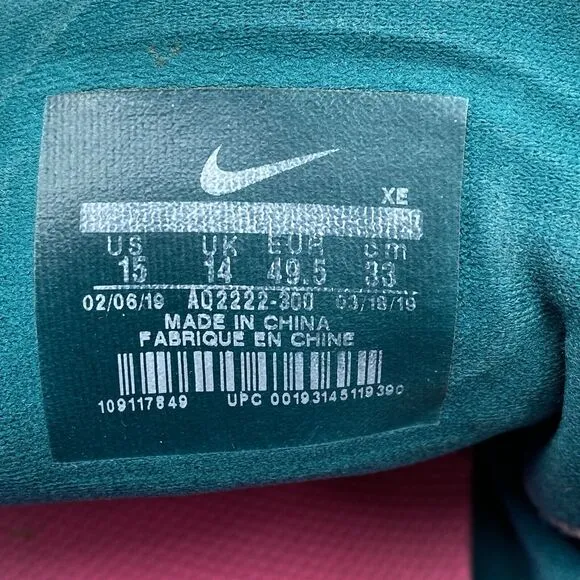 XE
US UK EUR cm
15 14 49.5 33
02/06/19 AQ2222-300 03/18/19
MADE IN CHINA
FABRIQUE EN CHINE
109117849 UPC 00193145119390